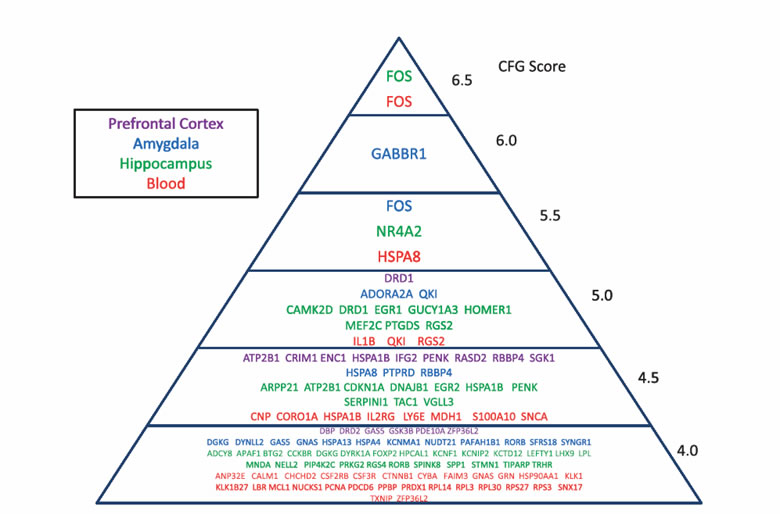 CFG Score
FOS
6.5
FOS
Prefrontal Cortex
Amygdala
Hippocampus
Blood
6.0
GABBR1
FOS
5.5
NR4A2
HSPA8
DRD1
ADORA2A QKI
5.0
CAMK2D DRD1 EGR1 GUCY1A3 HOMER1
MEF2C PTGDS RGS2
IL1B QKI RGS2
ATP2B1 CRIM1 ENC1 HSPA1B IFG2 PENK RASD2 RBBP4 SGK1
HSPA8 PTPRD RBBP4
4.5
ARPP21 ATP2B1 CDKN1A DNAJB1 EGR2 HSPA1B PENK
SERPINI1 TAC1 VGLL3
CNP CORO1A HSPA1B IL2RG LY6E MDH1 S100A10 SNCA
DBP DRD2 GAS5 GSK3B PDE10A ZFP36L2
DGKG DYNLL2 GAS5 GNAS HSPA13 HSPA4 KCNMA1 NUDT21 PAFAH1B1 RORB SFRS18 SYNGR1
4.0
ADCY8 APAF1 BTG2 CCKBR DGKG DYRK1A FOXP2 HPCAL1 KCNF1 KCNIP2 KCTD12 LEFTY1 LHX9 LPL
MNDA NELL2 PIP4K2C PRKG2 RGS4 RORB SPINK8 SPP1 STMN1 TIPARP TRHR
ANP32E CALM1 CHCHD2 CSF2RB CSF3R CTNNB1 CYBA FAIM3 GNAS GRN HSP90AA1 KLK1
KLK1B27 LBR MCL1 NUCKS1 PCNA PDCD6 PPBP PRDX1 RPL14 RPL3 RPL30 RPS27 RPS3 SNX17
TXNIP ZFP36L2